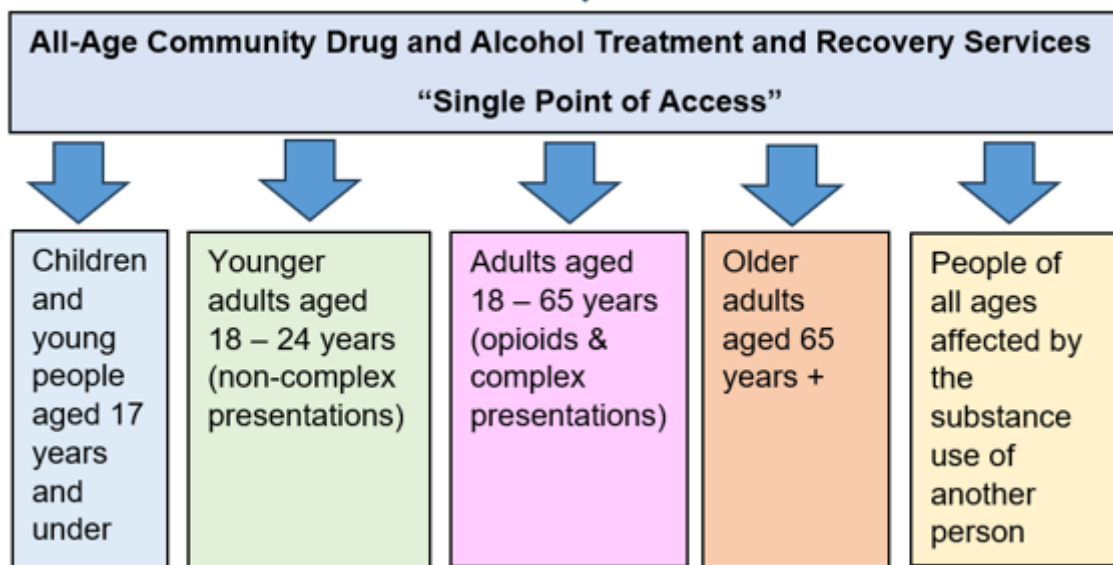 All-Age Community Drug and Alcohol Treatment and Recovery Services
“Single Point of Access”
Children
and
young
people
aged 17
years
and
under
Younger
adults aged
18 – 24 years
(non-complex
presentations)
Adults aged
18 – 65 years
(opioids &
complex
presentations)
Older
adults
aged 65
years +
People of
all ages
affected by
the
substance
use of
another
person